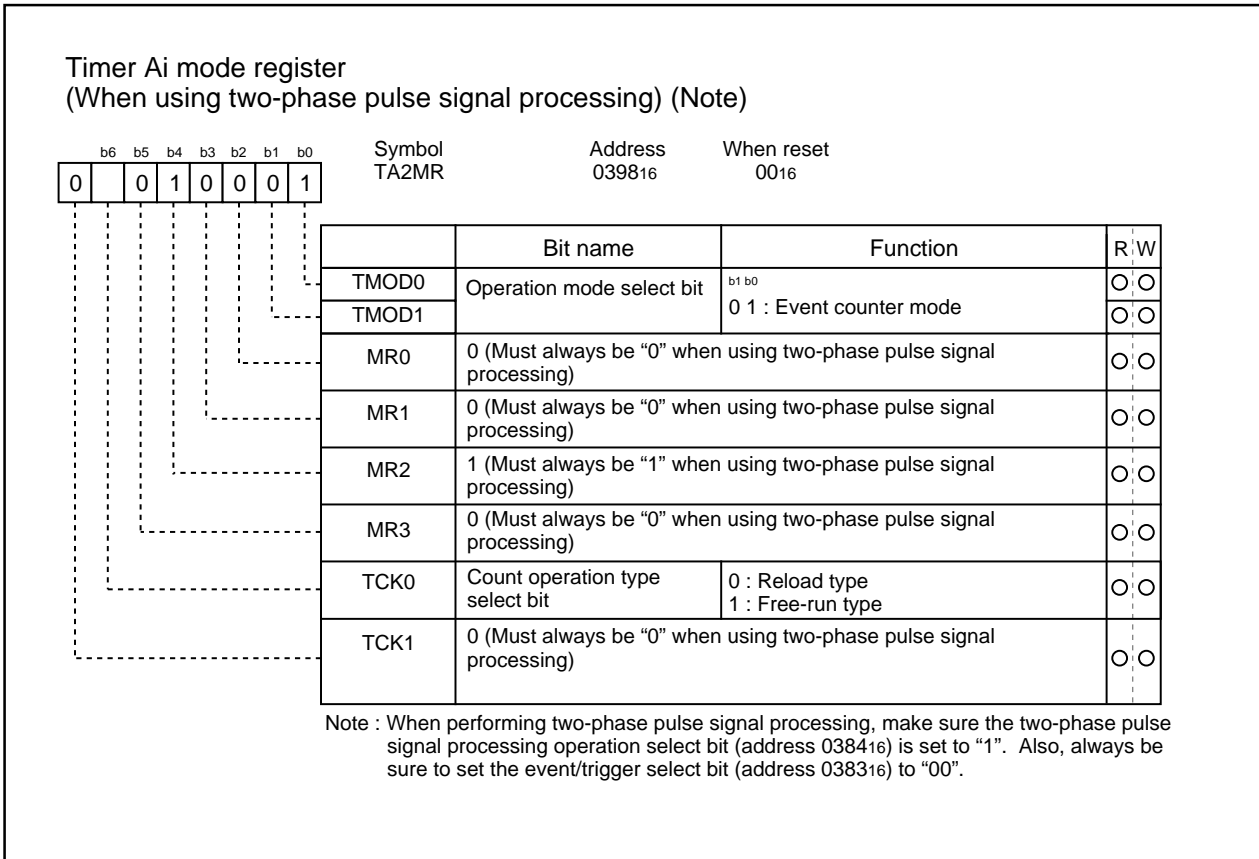 Timer Ai mode register
(When using two-phase pulse signal processing) (Note)
b6 b5 b4 b3 b2 b1 b0
0 0 1 0 0 0 1
Symbol Address When reset
TA2MR 039816 0016
Bit name Function R W
TMOD0 Operation mode select bit b1 b0
0 1 : Event counter mode
TMOD1
MR0 0 (Must always be “0” when using two-phase pulse signal
processing)
MR1 0 (Must always be “0” when using two-phase pulse signal
processing)
MR2 1 (Must always be “1” when using two-phase pulse signal
processing)
MR3 0 (Must always be “0” when using two-phase pulse signal
processing)
TCK0 Count operation type 0 : Reload type
select bit 1 : Free-run type
TCK1 0 (Must always be “0” when using two-phase pulse signal
processing)
Note : When performing two-phase pulse signal processing, make sure the two-phase pulse
signal processing operation select bit (address 038416) is set to “1”. Also, always be
sure to set the event/trigger select bit (address 038316) to “00”.